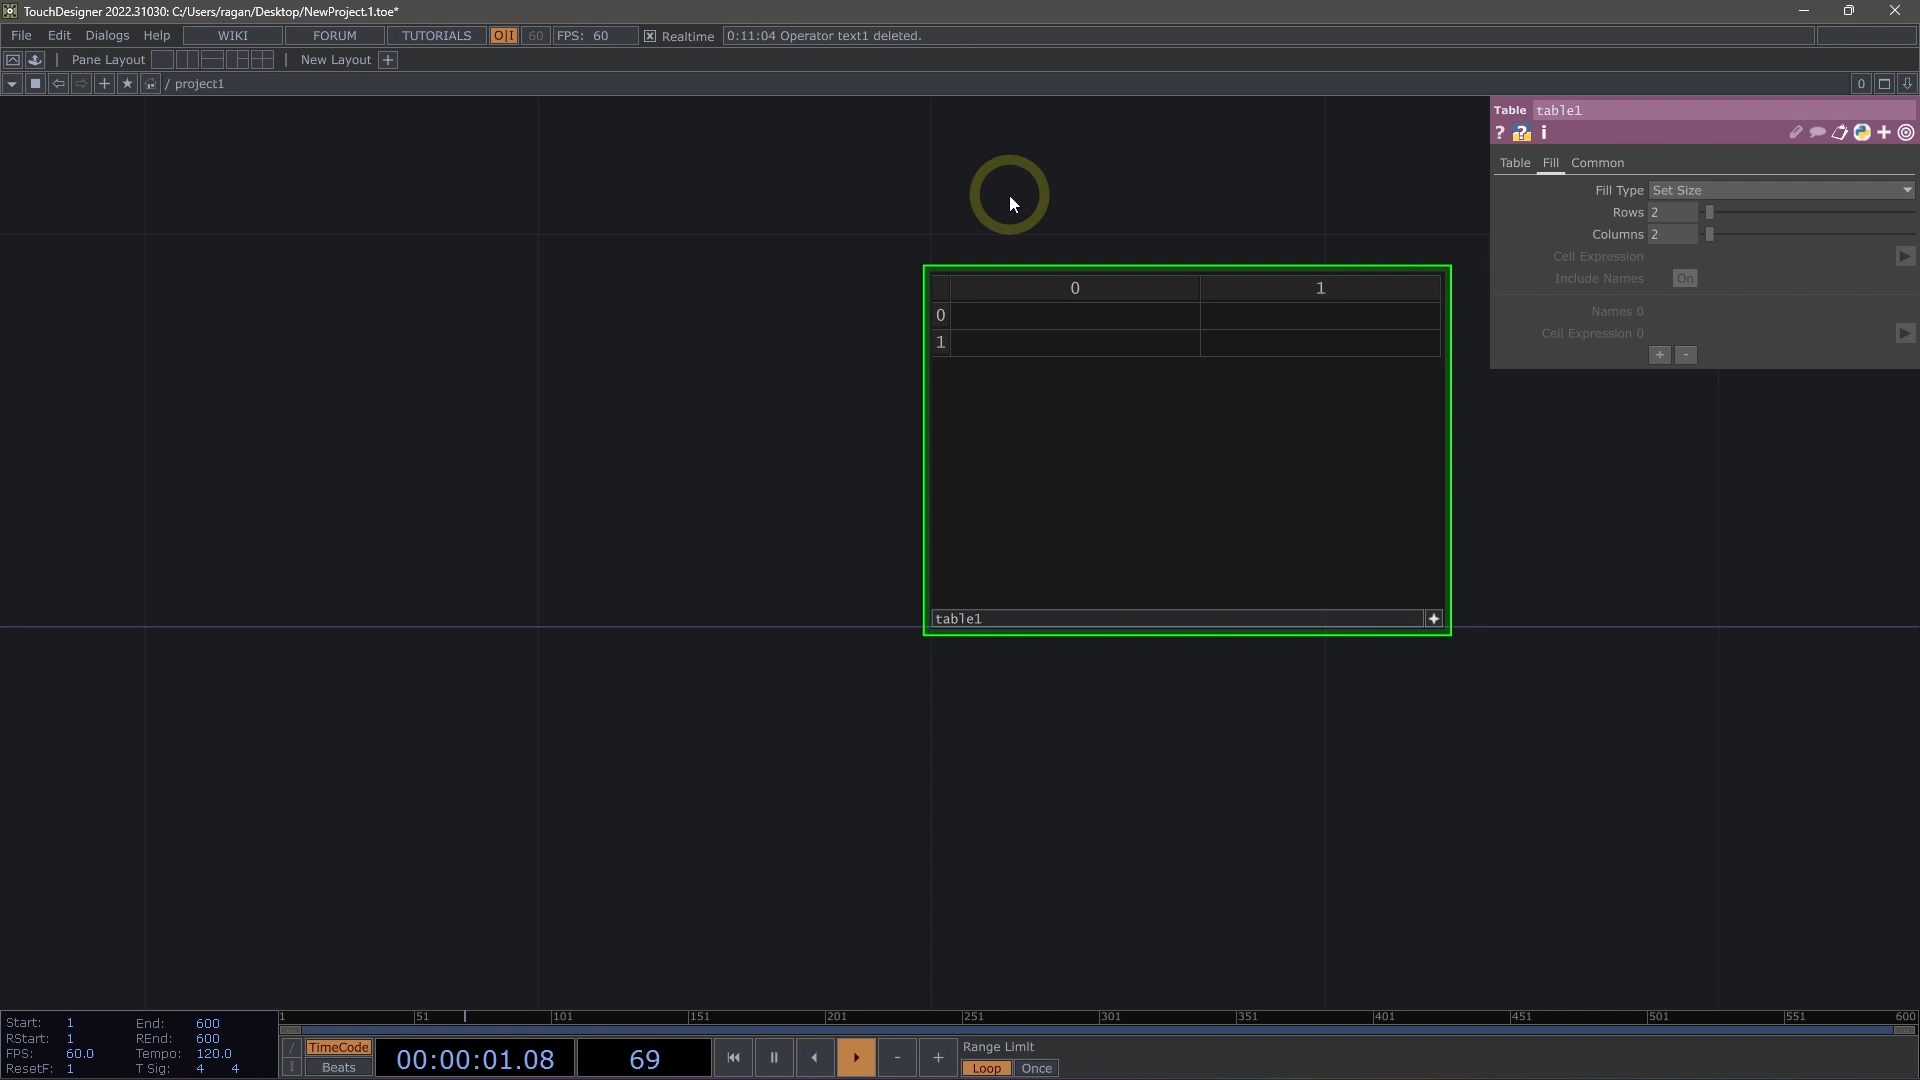 TouchDesigner 2022.31030: C:/Users/ragan/Desktop/NewProject.1.toe*
File Edit Dialogs Help WIKI FORUM TUTORIALS O|I 60 FPS: 60 Realtime 0:11:04 Operator text1 deleted.
Pane Layout New Layout +
/ project1 0
Table table1
? ? i
Table Fill Common
Fill Type Set Size
Rows 2
Columns 2
Cell Expression
Include Names On
Names 0
Cell Expression 0
+ -
0 1
0
1
table1
1 51 101 151 201 251 301 351 401 451 501 551 600
Start: 1 End: 600
RStart: 1 REnd: 600
FPS: 60.0 Tempo: 120.0
ResetF: 1 T Sig: 4 4
/ TimeCode
I Beats
00:00:01.08 69 - +
Range Limit
Loop Once